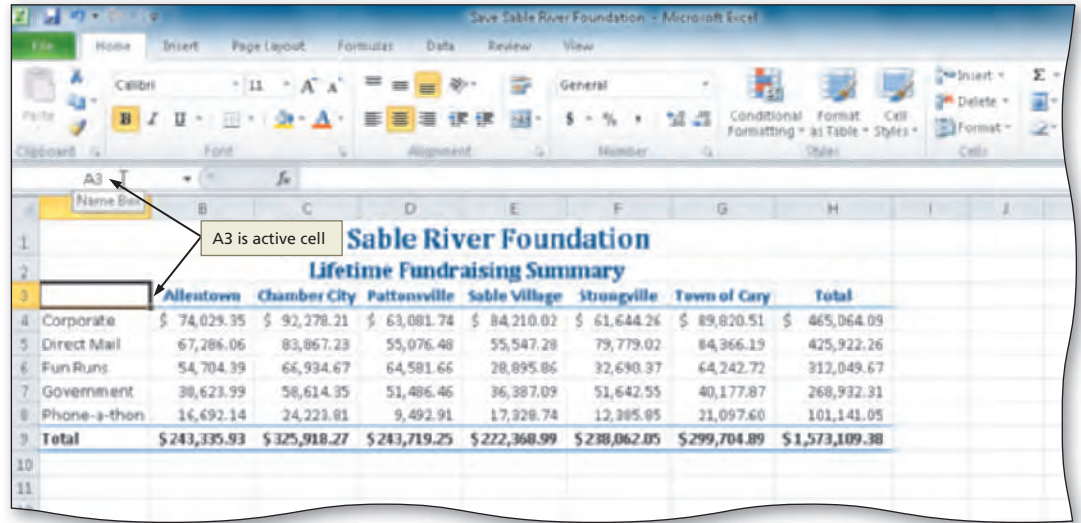 Save Sable River Foundation - Microsoft Excel
File Home Insert Page Layout Formulas Data Review View
Calibri 11 A A General Insert Σ
Paste Conditional Format Cell Delete
B I U A $ % , Formatting as Table Styles Format
Clipboard Font Alignment Number Styles Cells
A3 fx
Name Box B C D E F G H I J
A3 is active cell
1 Sable River Foundation
2 Lifetime Fundraising Summary
3 Allentown Chamber City Pattonsville Sable Village Strongville Town of Cary Total
4 Corporate $ 74,029.35 $ 92,278.21 $ 63,081.74 $ 84,210.02 $ 61,644.26 $ 89,820.51 $ 465,064.09
5 Direct Mail 67,286.06 83,867.23 55,076.48 55,547.28 79,779.02 84,366.19 425,922.26
6 Fun Runs 54,704.39 66,934.67 64,581.66 28,895.86 32,690.37 64,242.72 312,049.67
7 Government 38,623.99 58,614.35 51,486.46 36,387.09 51,642.55 40,177.87 268,932.31
8 Phone-a-thon 16,692.14 24,223.81 9,492.91 17,328.74 12,305.85 21,097.60 101,141.05
9 Total $243,335.93 $325,918.27 $243,719.25 $222,368.99 $238,062.05 $299,704.89 $1,573,109.38
10
11